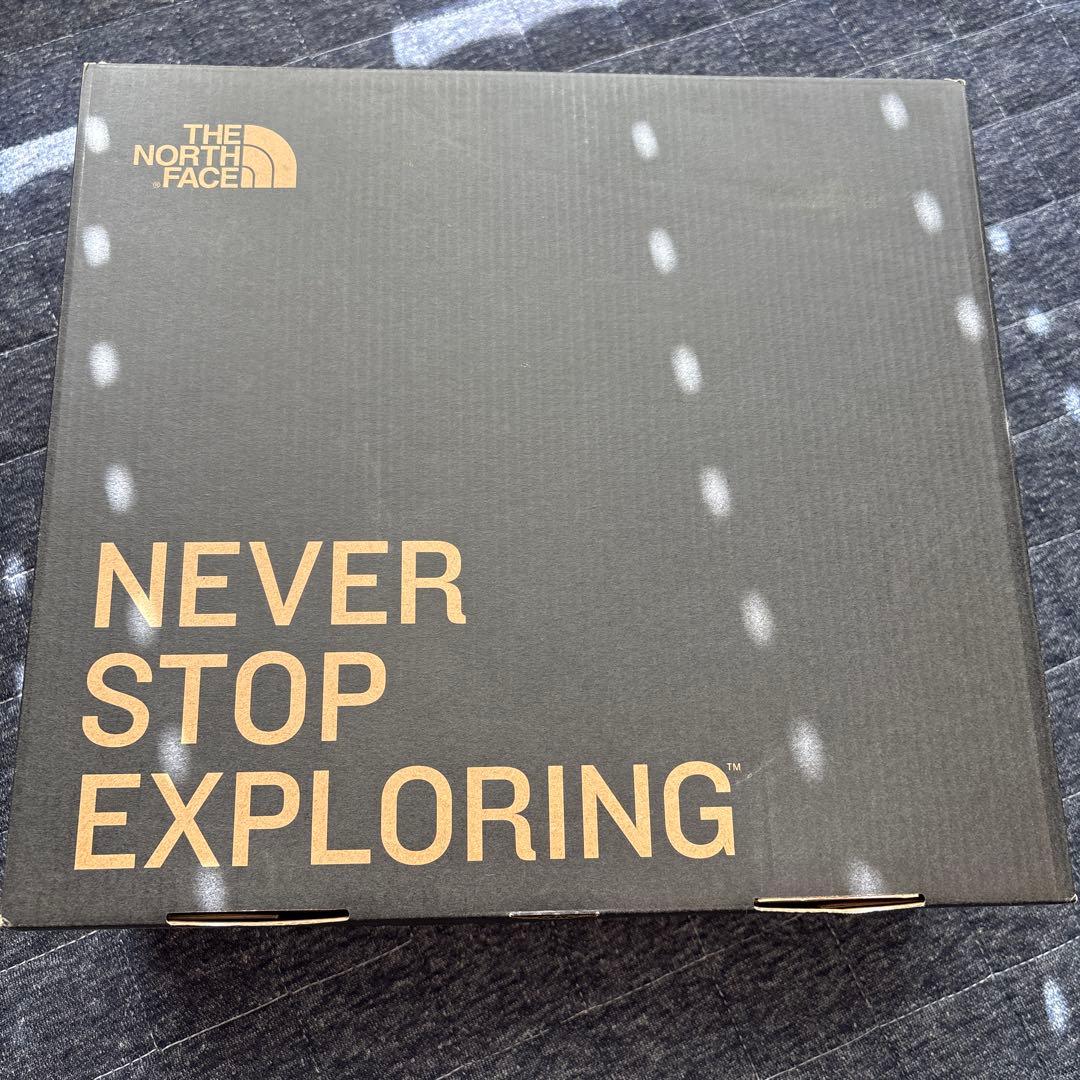 THE
NORTH
® FACE
NEVER
STOP
EXPLORING™